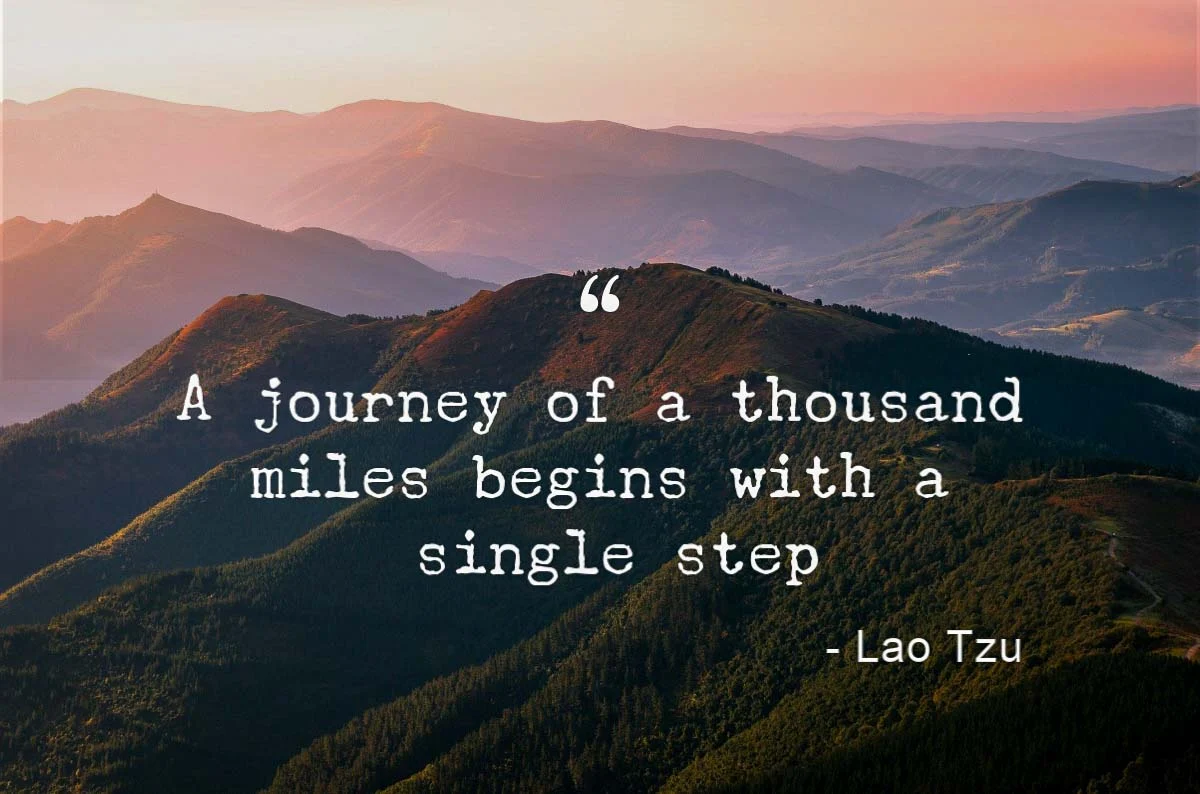 “
A journey of a thousand
miles begins with a
single step
- Lao Tzu